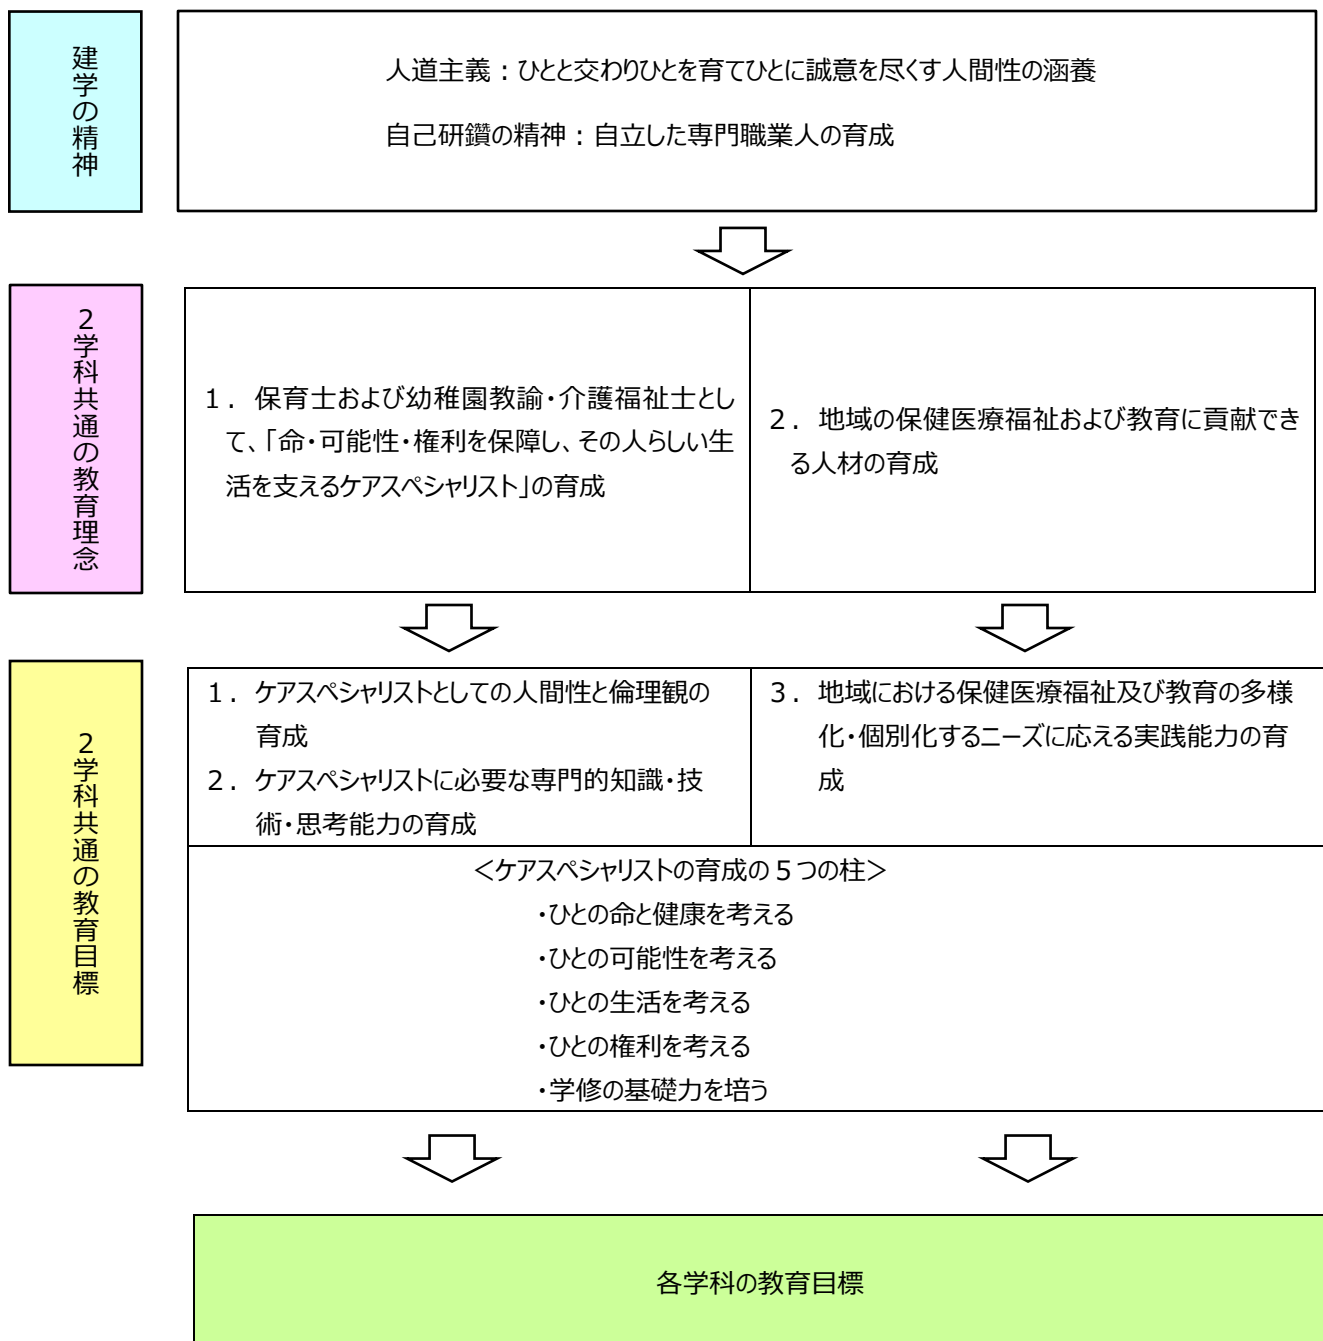 建学の精神
人道主義：ひとと交わりひとを育てひとに誠意を尽くす人間性の涵養
自己研鑽の精神：自立した専門職業人の育成
２学科共通の教育理念
１．保育士および幼稚園教諭・介護福祉士とし
て、「命・可能性・権利を保障し、その人らしい生
活を支えるケアスペシャリスト」の育成
２．地域の保健医療福祉および教育に貢献でき
る人材の育成
２学科共通の教育目標
１．ケアスペシャリストとしての人間性と倫理観の
育成
２．ケアスペシャリストに必要な専門的知識・技
術・思考能力の育成
３．地域における保健医療福祉及び教育の多様
化・個別化するニーズに応える実践能力の育
成
＜ケアスペシャリストの育成の５つの柱＞
・ひとの命と健康を考える
・ひとの可能性を考える
・ひとの生活を考える
・ひとの権利を考える
・学修の基礎力を培う
各学科の教育目標